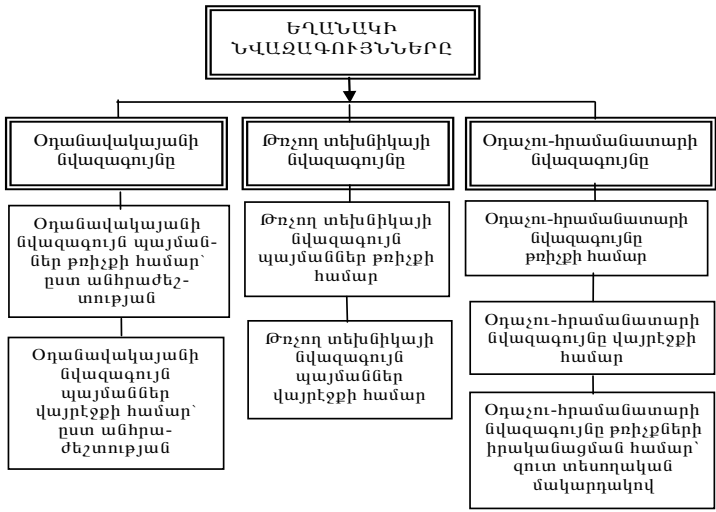 ԵՂԱՆԱԿԻ
ՆՎԱԶԱԳՈՒՅՆՆԵՐԸ
Օդանավակայանի
նվազագույնը
Օդանավակայանի
նվազագույն պայման-
ներ թռիչքի համար՝
ըստ անհրաժեշ-
տության
Օդանավակայանի
նվազագույն
պայմաններ
վայրէջքի համար՝
ըստ անհրա-
ժեշտության
Թռչող տեխնիկայի
նվազագույնը
Թռչող տեխնիկայի
նվազագույն
պայմաններ թռիչքի
համար
Թռչող տեխնիկայի
նվազագույն
պայմաններ
վայրէջքի համար
Օդաչու-հրամանատարի
նվազագույնը
Օդաչու-հրամանատարի
նվազագույնը
թռիչքի համար
Օդաչու-հրամանատարի
նվազագույնը վայրէջքի
համար
Օդաչու-հրամանատարի
նվազագույնը թռիչքների
իրականացման համար՝
զուտ տեսողական
մակարդակով